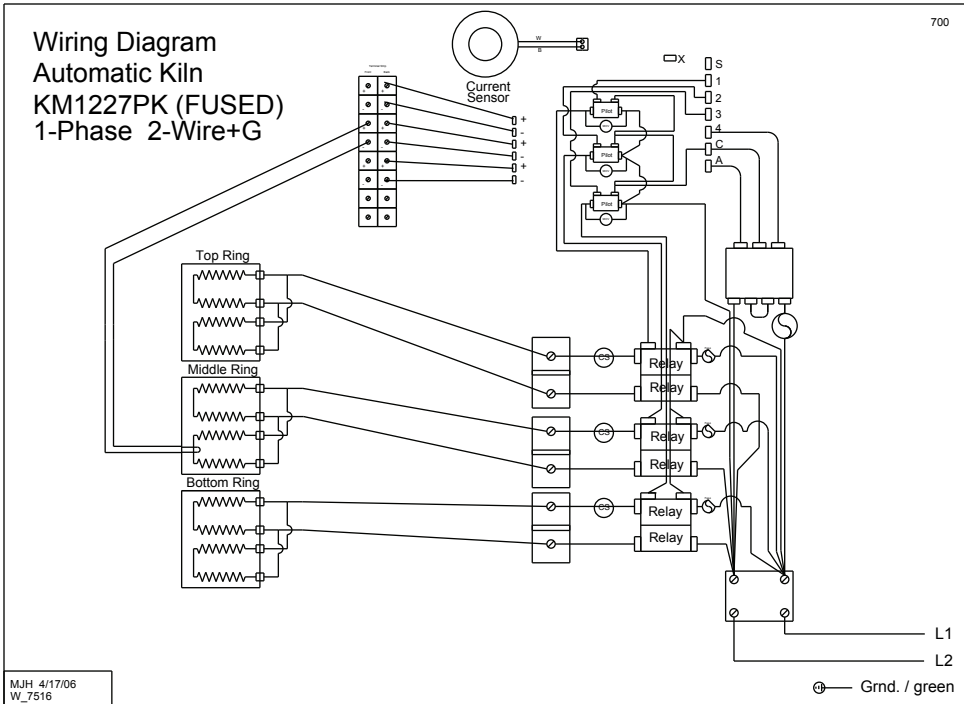 Wiring Diagram
Automatic Kiln
KM1227PK (FUSED)
1-Phase 2-Wire+G
700
W
B
Current
Sensor
X
S
1
2
3
4
C
A
+
-
+
-
+
-
Pilot
Pilot
Pilot
Top Ring
Middle Ring
Bottom Ring
CS
Relay
Relay
CS
Relay
Relay
CS
Relay
Relay
L1
L2
Grnd. / green
MJH 4/17/06
W_7516